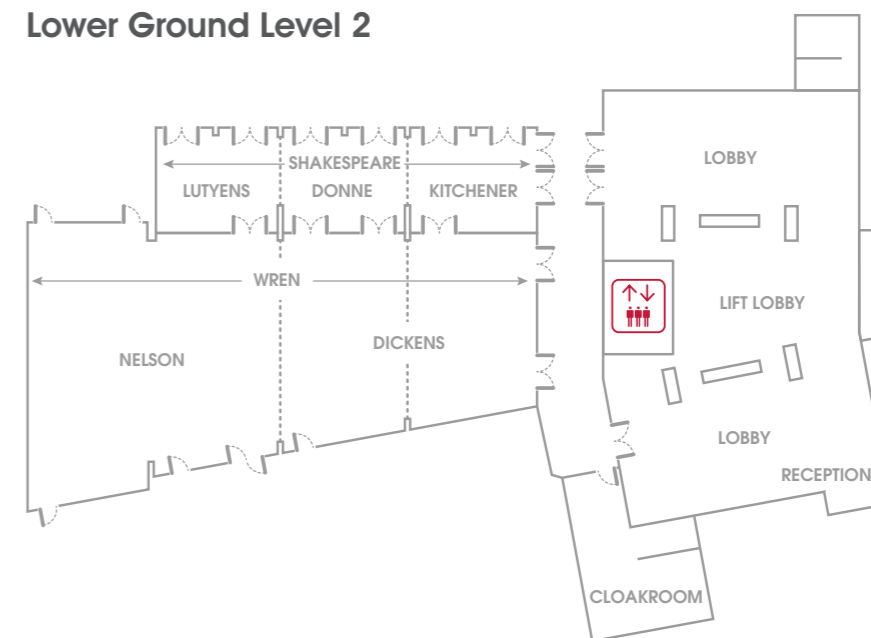 Lower Ground Level 2
LOBBY
SHAKESPEARE
LUTYENS
DONNE
KITCHENER
WREN
LIFT LOBBY
DICKENS
NELSON
LOBBY
RECEPTION
CLOAKROOM